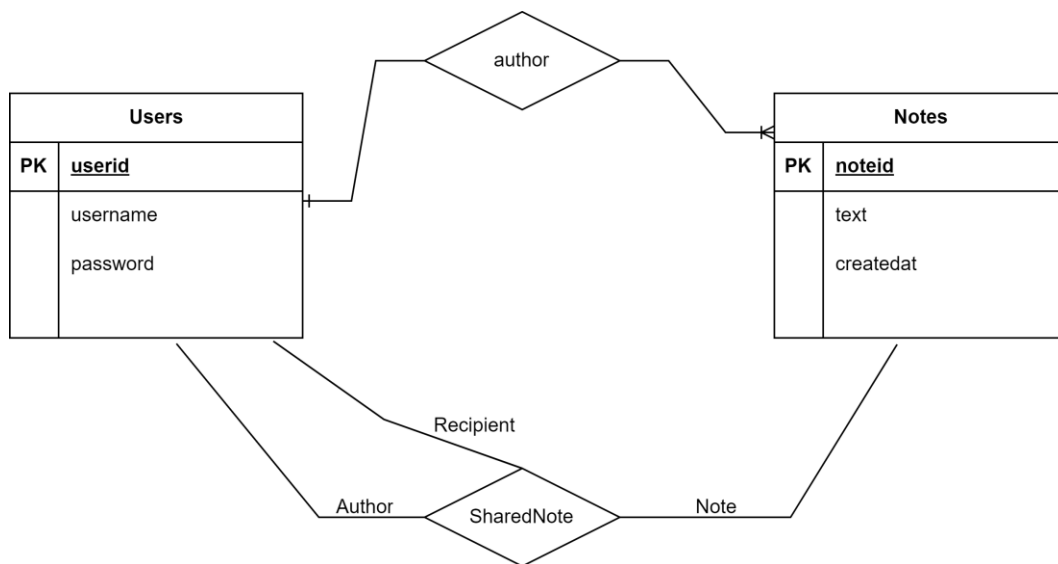 author
Users
Notes
PK userid
PK noteid
username
text
password
createdat
Recipient
Author
SharedNote
Note